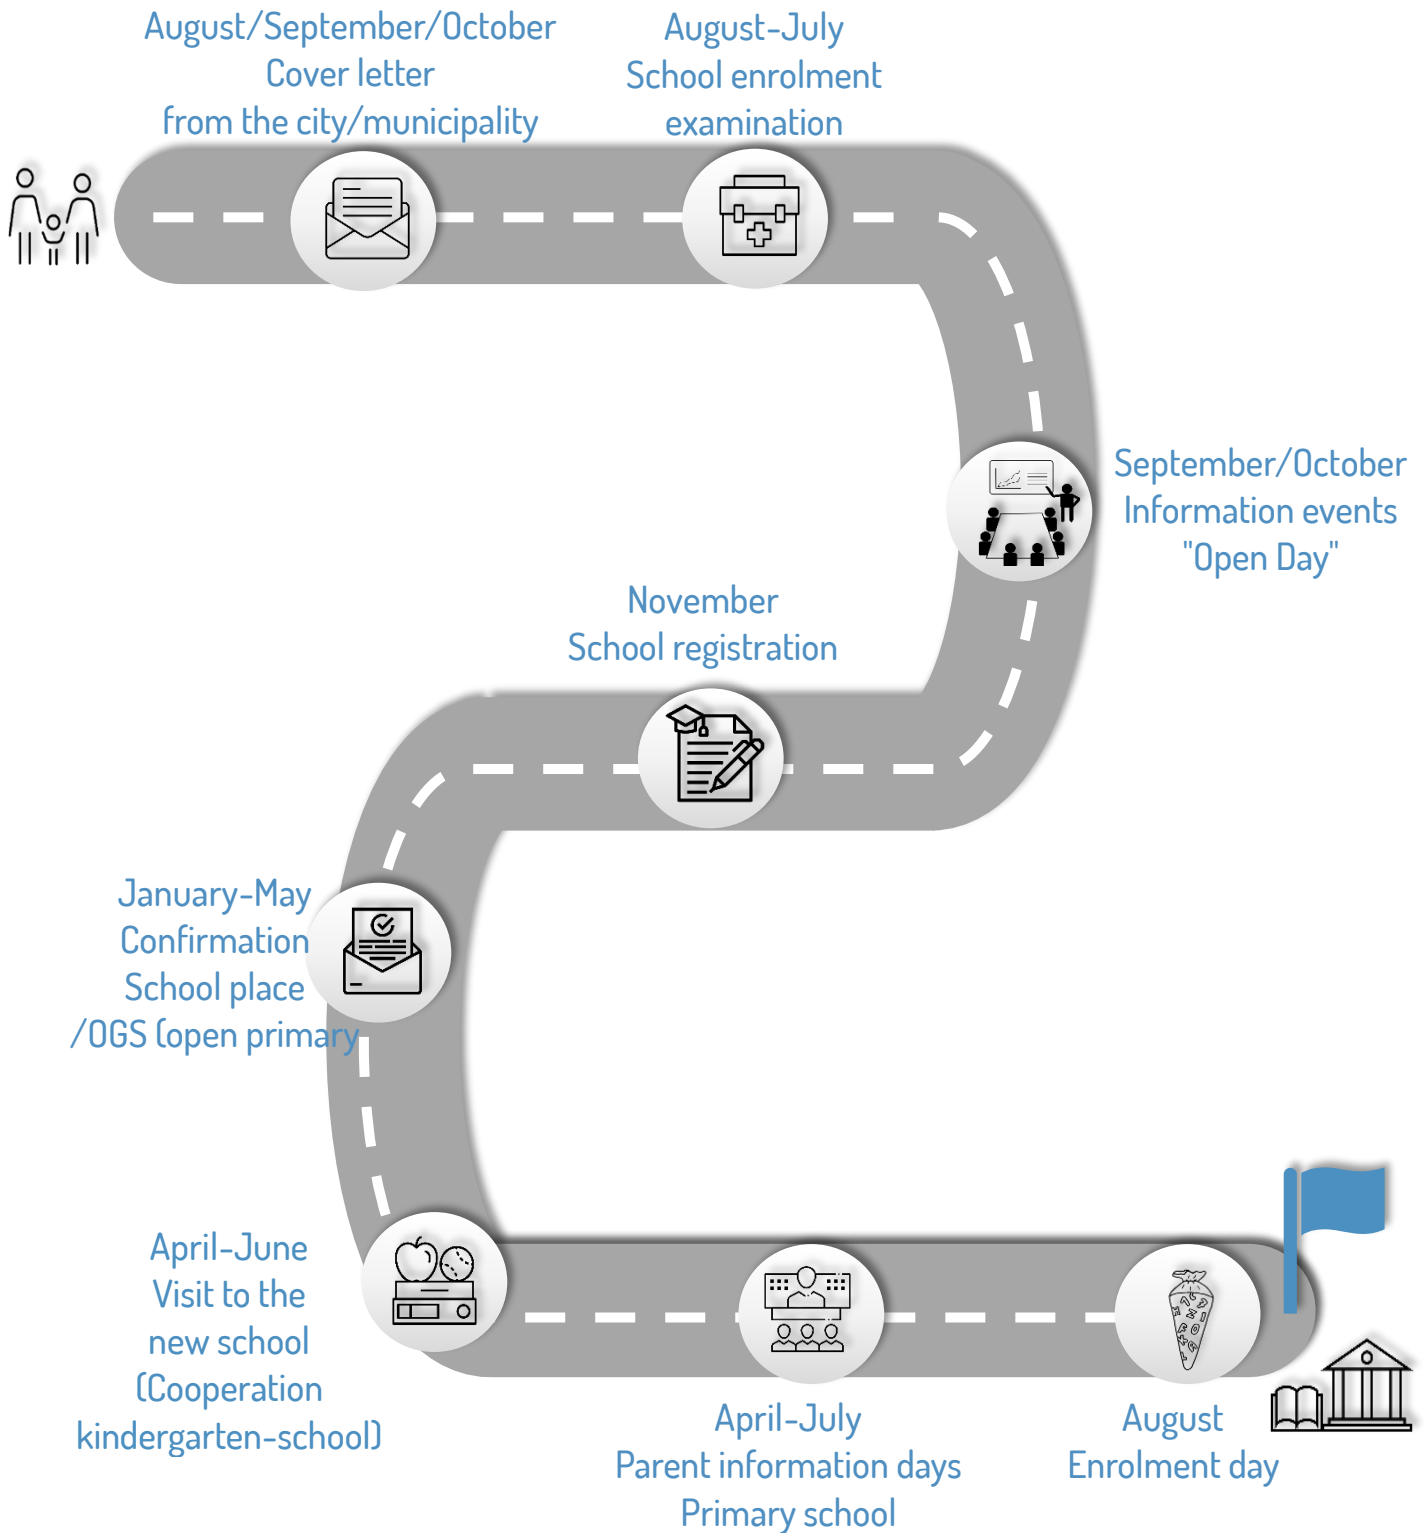 August/September/October
Cover letter
from the city/municipality
August-July
School enrolment
examination
September/October
Information events
"Open Day"
November
School registration
January-May
Confirmation
School place
/OGS (open primary
April-June
Visit to the
new school
(Cooperation
kindergarten-school)
April-July
Parent information days
Primary school
August
Enrolment day